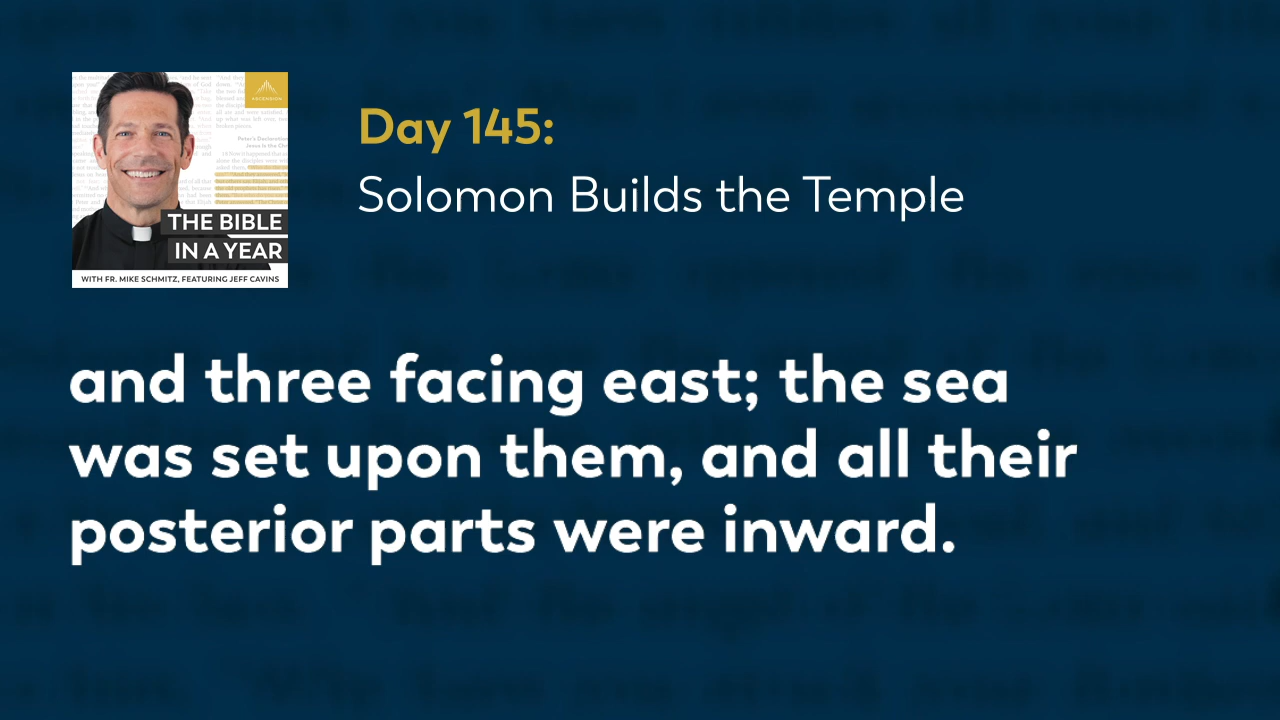 ASCENSION
THE BIBLE
IN A YEAR
WITH FR. MIKE SCHMITZ, FEATURING JEFF CAVINS
Day 145:
Solomon Builds the Temple
and three facing east; the sea
was set upon them, and all their
posterior parts were inward.